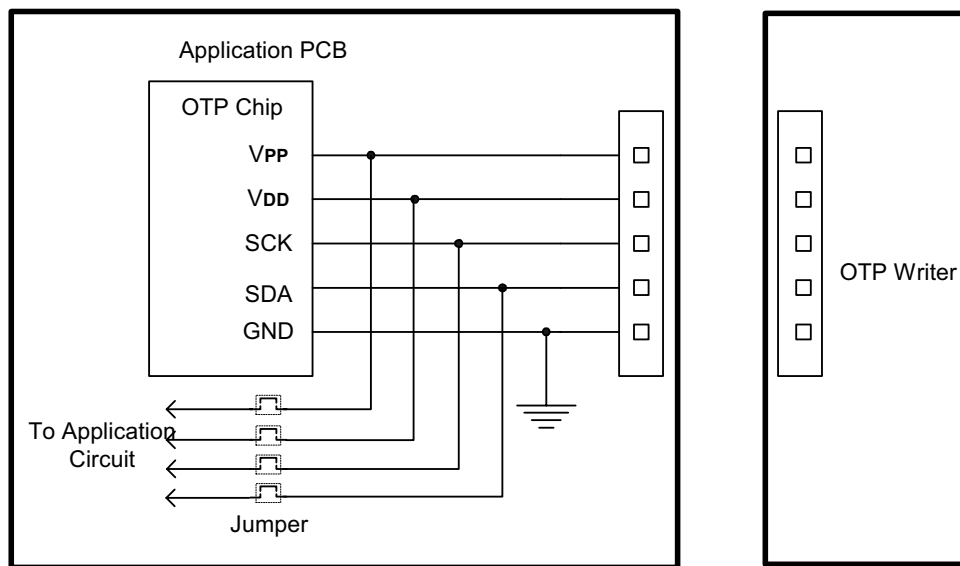 Application PCB
OTP Chip
VPP
VDD
SCK
SDA
GND
OTP Writer
To Application
Circuit
Jumper